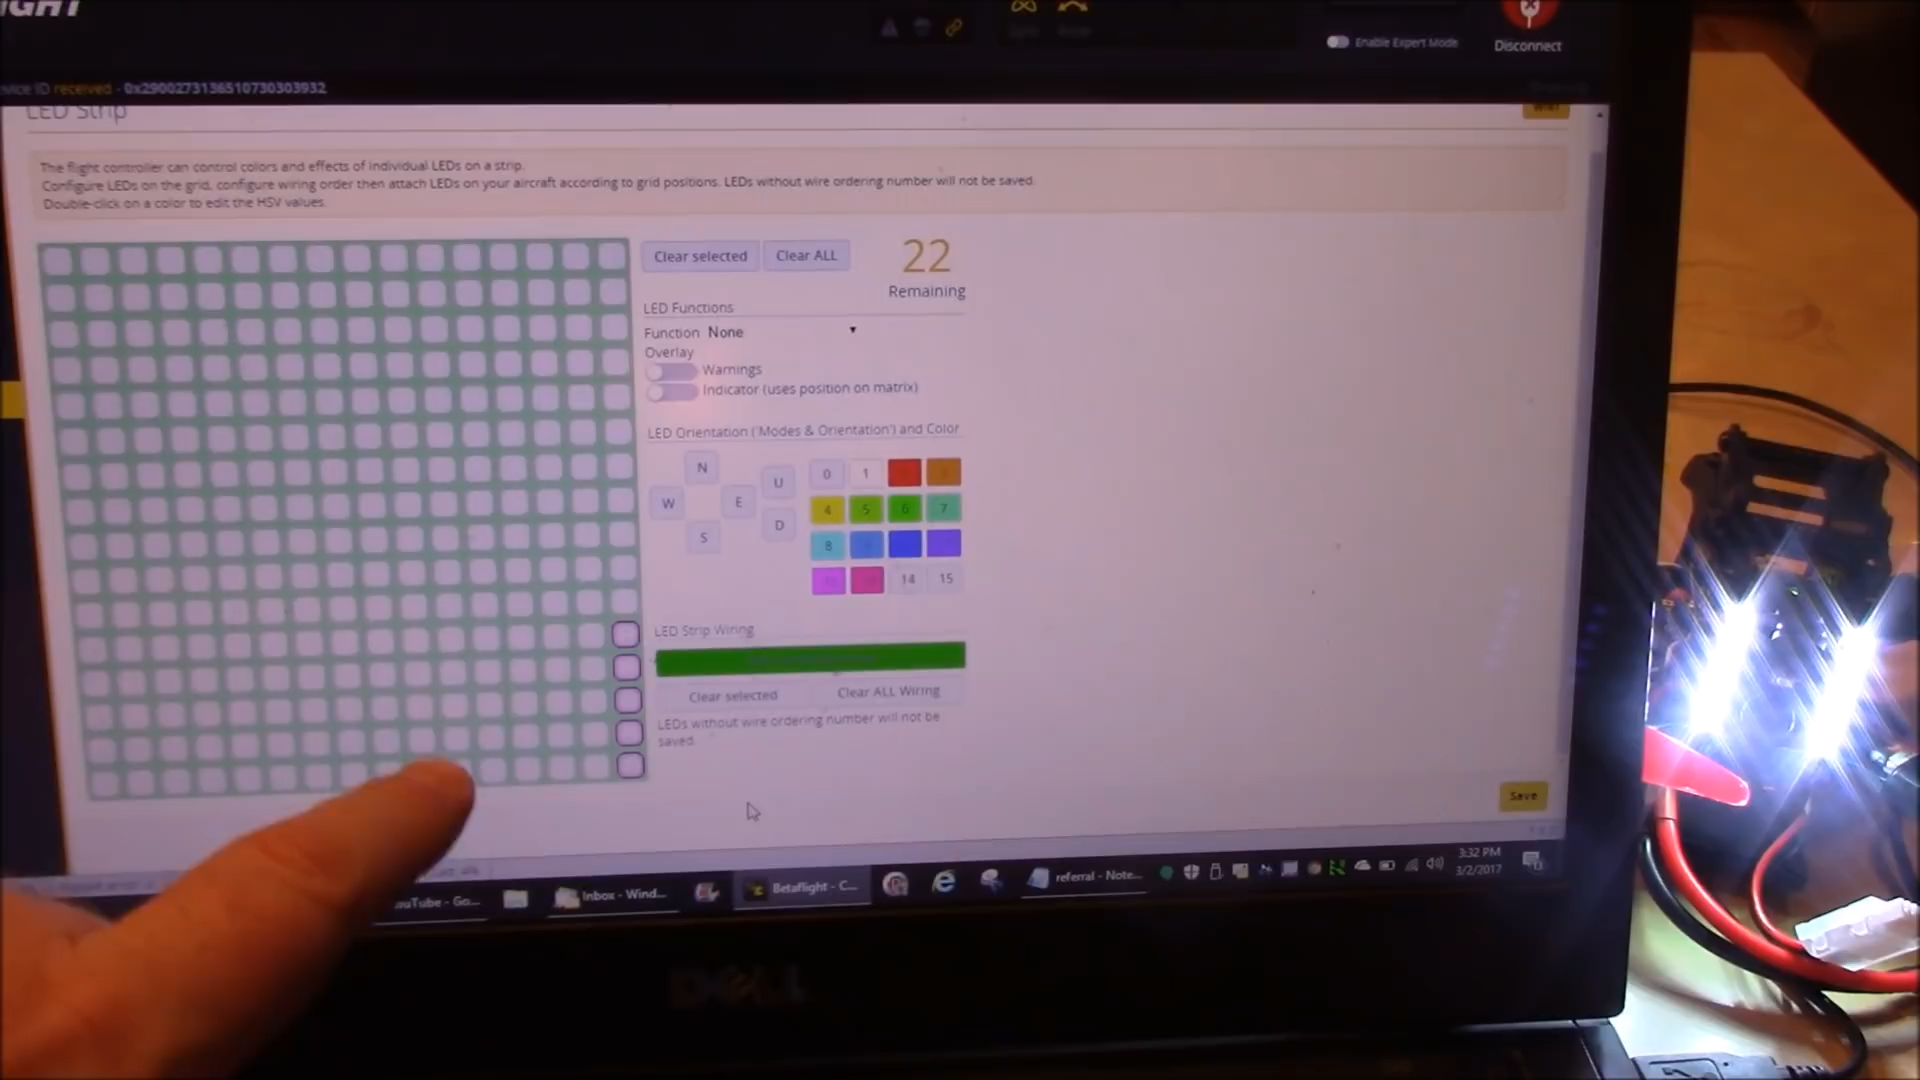 Enable Expert Mode
Disconnect
received - 0x2900273136510730303932
LED Strip
The flight controller can control colors and effects of individual LEDs on a strip.
Configure LEDs on the grid, configure wiring order then attach LEDs on your aircraft according to grid positions. LEDs without wire ordering number will not be saved.
Double-click on a color to edit the HSV values.
Clear selected
Clear ALL
22
Remaining
LED Functions
Function None
Overlay
Warnings
Indicator (uses position on matrix)
LED Orientation ('Modes & Orientation') and Color
N
W
E
S
U
D
0
1
4
5
6
7
8
14
15
LED Strip Wiring
Clear selected
Clear ALL Wiring
LEDs without wire ordering number will not be
saved.
Save
Inbox - Wind...
Betaflight - C...
referral - Note...
3:32 PM
3/2/2017
DELL